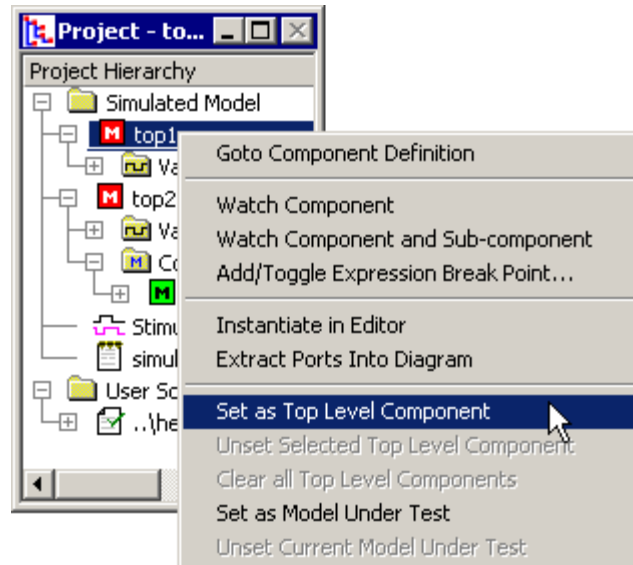 Project - to...
Project Hierarchy
Simulated Model
M top1
Va
M top2
Va
M Co
M
Stimu
simul
User So
..\he
Goto Component Definition
Watch Component
Watch Component and Sub-component
Add/Toggle Expression Break Point...
Instantiate in Editor
Extract Ports Into Diagram
Set as Top Level Component
Unset Selected Top Level Component
Clear all Top Level Components
Set as Model Under Test
Unset Current Model Under Test